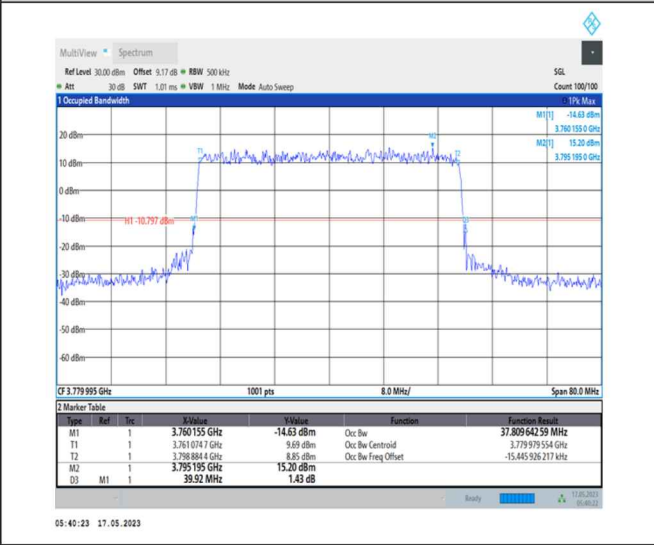 MultiView Spectrum
Ref Level 30.00 dBm Offset 9.17 dB RBW 500 kHz SGL
Att 30 dB SWT 1.01 ms VBW 1 MHz Mode Auto Sweep Count 100/100
1 Occupied Bandwidth 1Pk Max
M1[1] -14.63 dBm
3.760 155 0 GHz
M2[1] 15.20 dBm
3.795 195 0 GHz
20 dBm
M2
T1 T2
10 dBm
0 dBm
-10 dBm H1 -10.797 dBm M1
-20 dBm
-30 dBm
-40 dBm
-50 dBm
-60 dBm
CF 3.779 995 GHz 1001 pts 8.0 MHz/ Span 80.0 MHz
2 Marker Table
Type Ref Trc X-Value Y-Value Function Function Result
M1 1 3.760155 GHz -14.63 dBm Occ Bw 37.809 642 59 MHz
T1 1 3.761 074 7 GHz 9.69 dBm Occ Bw Centroid 3.779 979 554 GHz
T2 1 3.798 884 4 GHz 8.85 dBm Occ Bw Freq Offset -15.445 926 217 kHz
M2 1 3.795195 GHz 15.20 dBm
D3 M1 1 39.92 MHz 1.43 dB
Ready 17.05.2023
05:40:22
05:40:23 17.05.2023